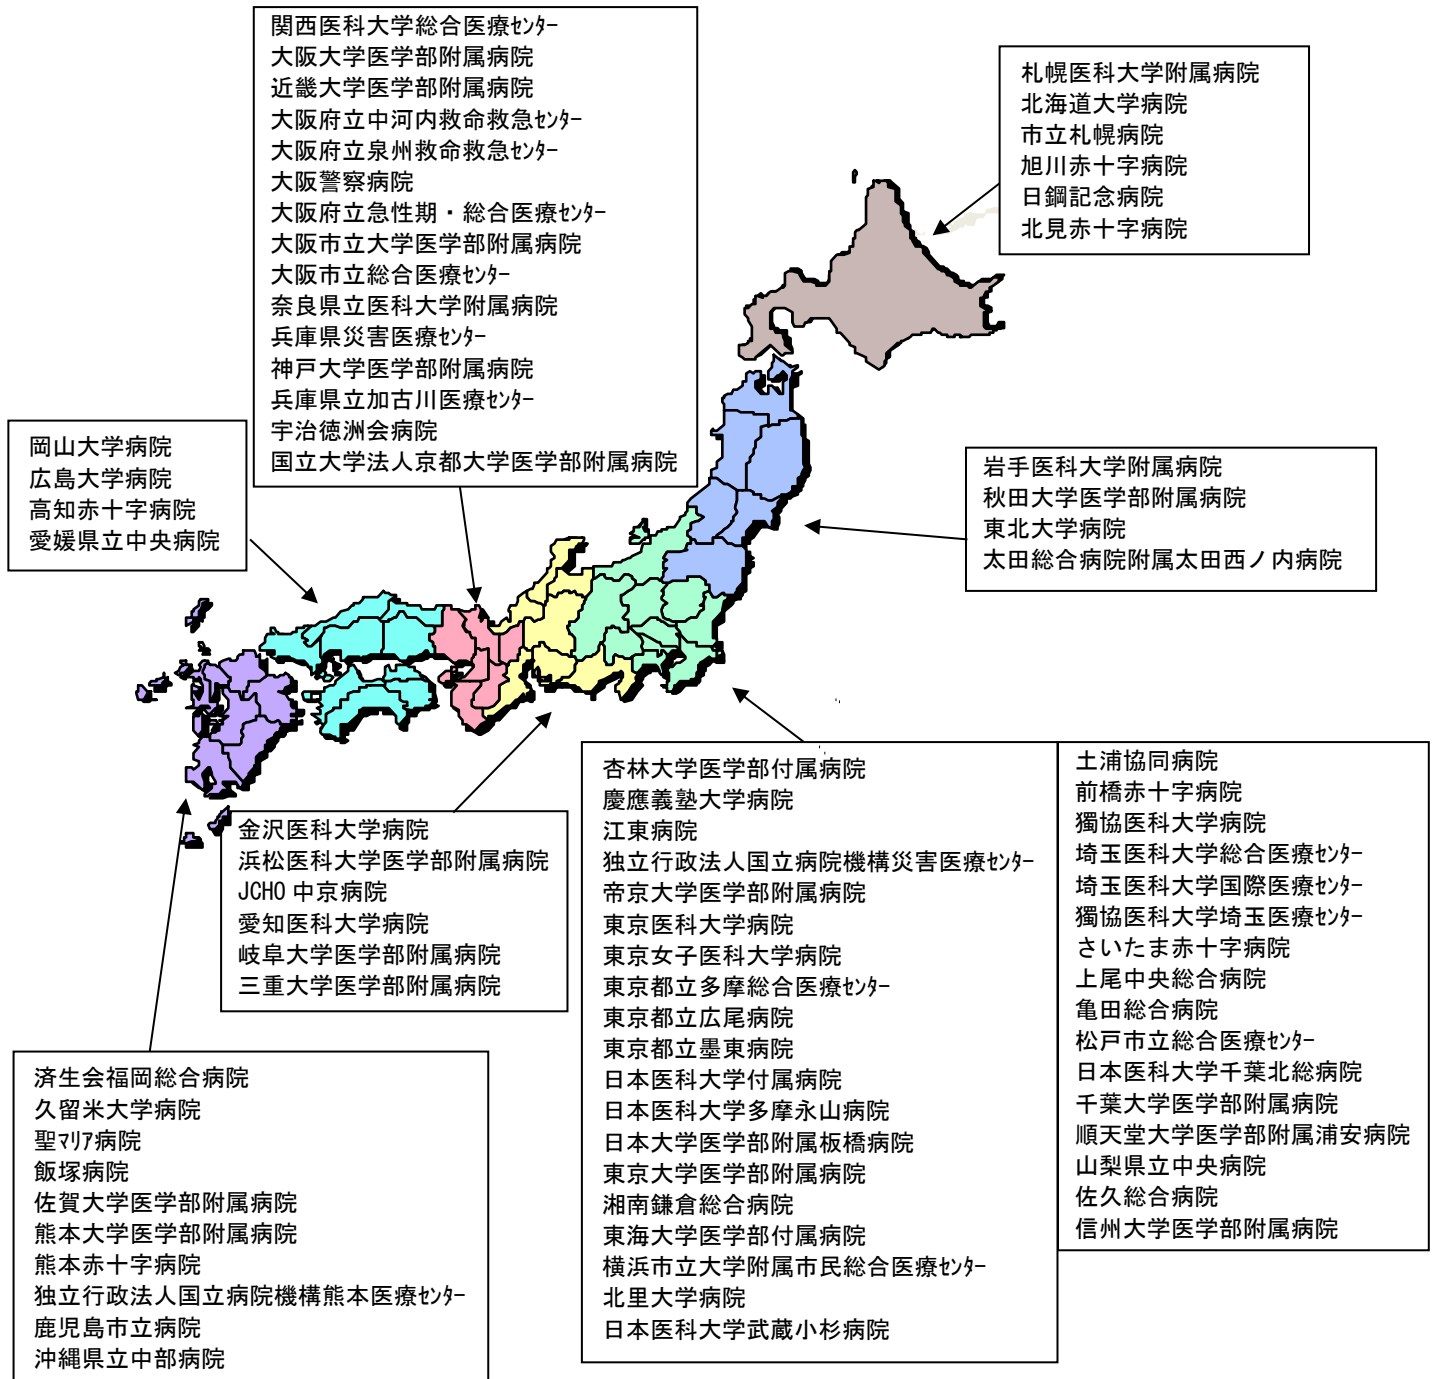 関西医科大学総合医療ｾﾝﾀｰ
大阪大学医学部附属病院
近畿大学医学部附属病院
大阪府立中河内救命救急ｾﾝﾀｰ
大阪府立泉州救命救急ｾﾝﾀｰ
大阪警察病院
大阪府立急性期・総合医療ｾﾝﾀｰ
大阪市立大学医学部附属病院
大阪市立総合医療ｾﾝﾀｰ
奈良県立医科大学附属病院
兵庫県災害医療ｾﾝﾀｰ
神戸大学医学部附属病院
兵庫県立加古川医療ｾﾝﾀｰ
宇治徳洲会病院
国立大学法人京都大学医学部附属病院
札幌医科大学附属病院
北海道大学病院
市立札幌病院
旭川赤十字病院
日鋼記念病院
北見赤十字病院
岡山大学病院
広島大学病院
高知赤十字病院
愛媛県立中央病院
岩手医科大学附属病院
秋田大学医学部附属病院
東北大学病院
太田総合病院附属太田西ノ内病院
金沢医科大学病院
浜松医科大学医学部附属病院
JCHO 中京病院
愛知医科大学病院
岐阜大学医学部附属病院
三重大学医学部附属病院
杏林大学医学部付属病院
慶應義塾大学病院
江東病院
独立行政法人国立病院機構災害医療ｾﾝﾀｰ
帝京大学医学部附属病院
東京医科大学病院
東京女子医科大学病院
東京都立多摩総合医療ｾﾝﾀｰ
東京都立広尾病院
東京都立墨東病院
日本医科大学付属病院
日本医科大学多摩永山病院
日本大学医学部附属板橋病院
東京大学医学部附属病院
湘南鎌倉総合病院
東海大学医学部付属病院
横浜市立大学附属市民総合医療ｾﾝﾀｰ
北里大学病院
日本医科大学武蔵小杉病院
土浦協同病院
前橋赤十字病院
獨協医科大学病院
埼玉医科大学総合医療ｾﾝﾀｰ
埼玉医科大学国際医療ｾﾝﾀｰ
獨協医科大学埼玉医療ｾﾝﾀｰ
さいたま赤十字病院
上尾中央総合病院
亀田総合病院
松戸市立総合医療ｾﾝﾀｰ
日本医科大学千葉北総病院
千葉大学医学部附属病院
順天堂大学医学部附属浦安病院
山梨県立中央病院
佐久総合病院
信州大学医学部附属病院
済生会福岡総合病院
久留米大学病院
聖ﾏﾘｱ病院
飯塚病院
佐賀大学医学部附属病院
熊本大学医学部附属病院
熊本赤十字病院
独立行政法人国立病院機構熊本医療ｾﾝﾀｰ
鹿児島市立病院
沖縄県立中部病院